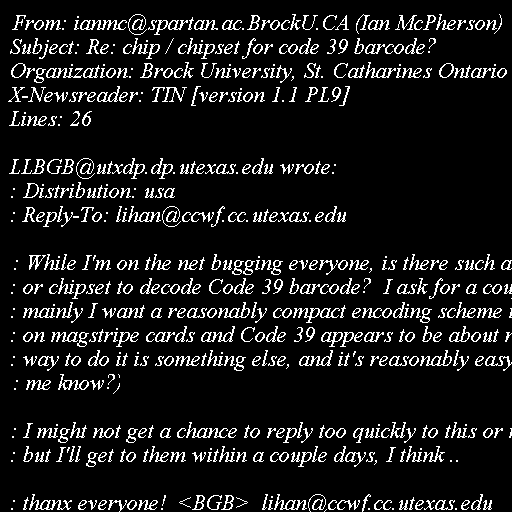 From: ianmc@spartan.ac.BrockU.CA (Ian McPherson)
Subject: Re: chip / chipset for code 39 barcode?
Organization: Brock University, St. Catharines Ontario
X-Newsreader: TIN [version 1.1 PL9]
Lines: 26

LLBGB@utxdp.dp.utexas.edu wrote:
: Distribution: usa
: Reply-To: lihan@ccwf.cc.utexas.edu

: While I'm on the net bugging everyone, is there such a
: or chipset to decode Code 39 barcode?  I ask for a cou
: mainly I want a reasonably compact encoding scheme
: on magstripe cards and Code 39 appears to be about
: way to do it is something else, and it's reasonably easy
: me know?)

: I might not get a chance to reply too quickly to this or
: but I'll get to them within a couple days, I think ..

: thanx everyone!  <BGB>  lihan@ccwf.cc.utexas.edu